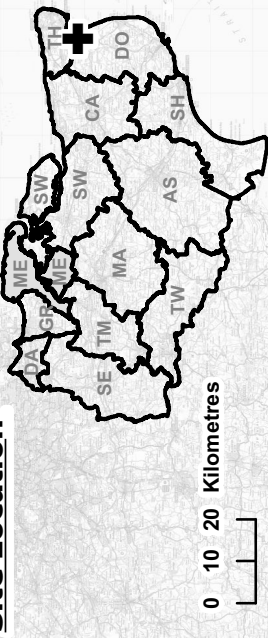 Site Location
TH
DO
CA
SH
SW
SW
AS
ME
ME
MA
GR
TM
TW
DA
SE
0 10 20 Kilometres